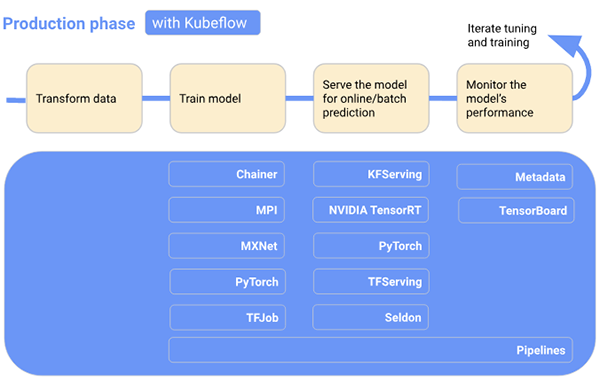 Production phase with Kubeflow
Iterate tuning
and training
Transform data
Train model
Serve the model
for online/batch
prediction
Monitor the
model's
performance
Chainer
MPI
MXNet
PyTorch
TFJob
KFServing
NVIDIA TensorRT
PyTorch
TFServing
Seldon
Metadata
TensorBoard
Pipelines